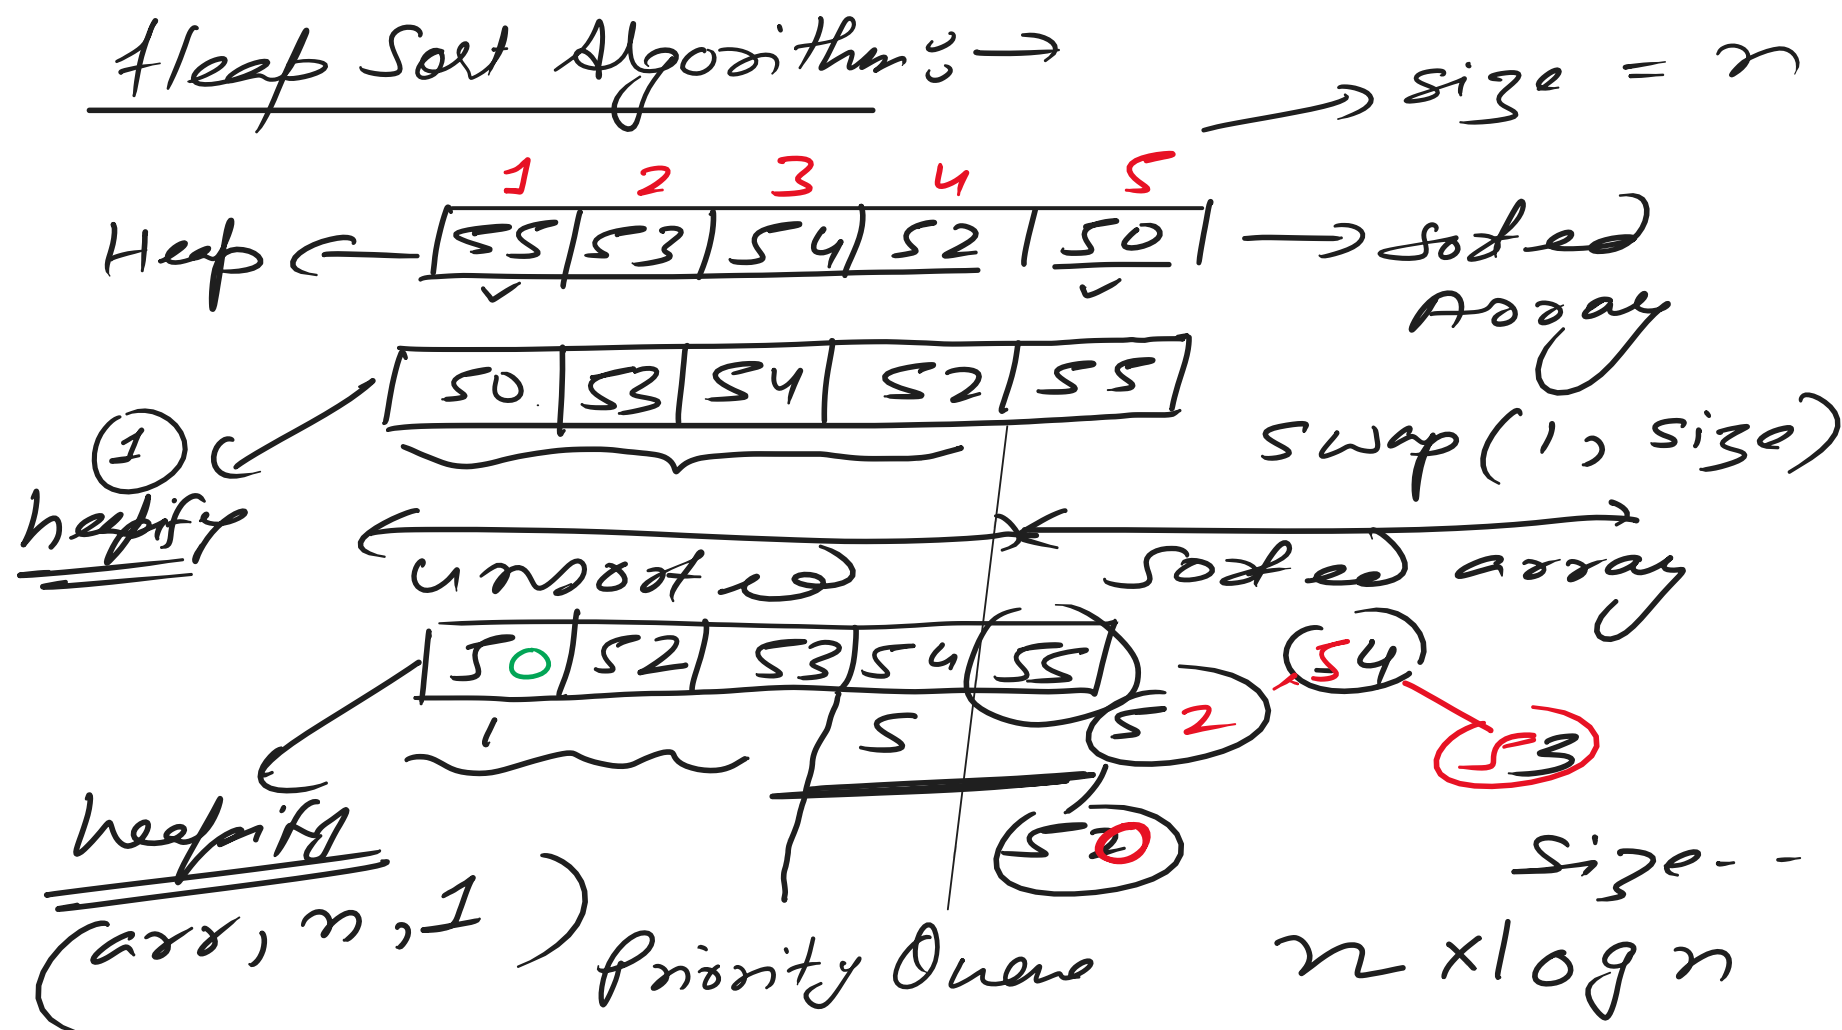 Heap Sort Algorithm: →
size = n
1 2 3 4 5
Heap 55 53 54 52 50 sorted
Array
50 53 54 52 55
1
swap(1, size)
heapify
unsorted sorted array
50 52 53 54 55
54
1 5 52
53
heapify
50
size--
(arr, n, 1)
Priority Queue
n x log n